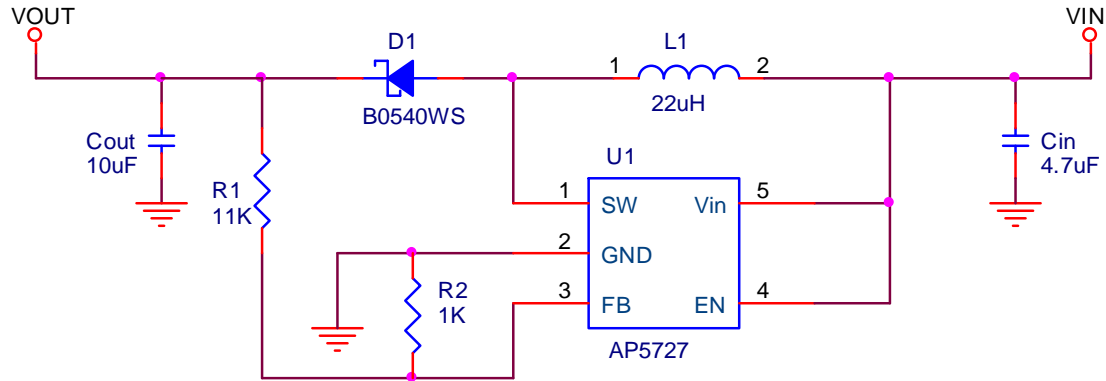 VOUT
VIN
D1
L1
1
2
B0540WS
22uH
Cout
10uF
Cin
4.7uF
U1
R1
11K
1
SW
Vin
5
2
GND
R2
1K
3
FB
EN
4
AP5727